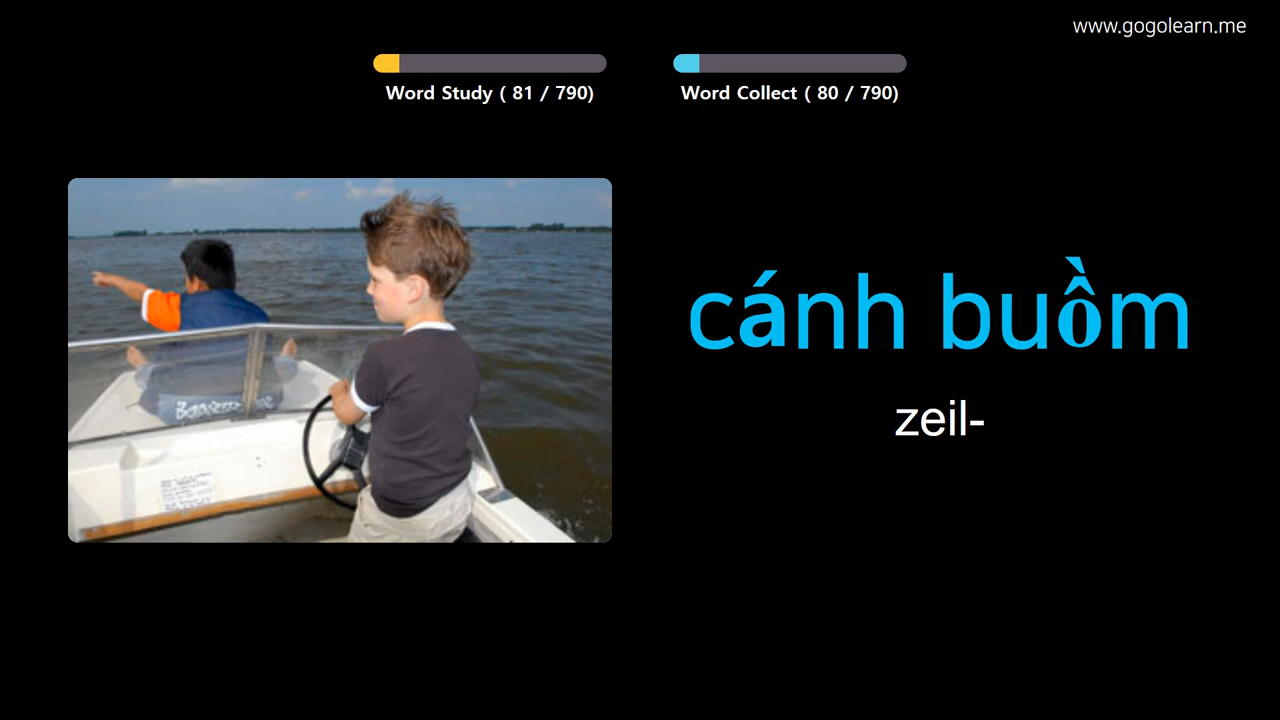 www.gogolearn.me
Word Study ( 81 / 790)
Word Collect ( 80 / 790)
cánh buồm
zeil-